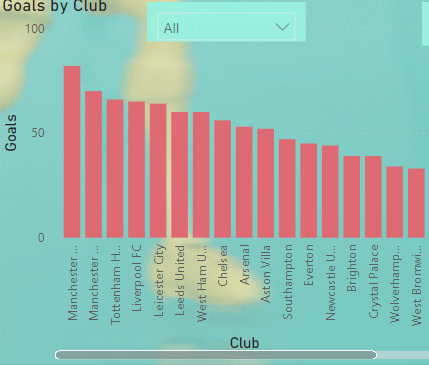 Goals by Club
All
100
50
0
Goals
Manchester ...
Manchester ...
Tottenham H...
Liverpool FC
Leicester City
Leeds United
West Ham U...
Chelsea
Arsenal
Aston Villa
Southampton
Everton
Newcastle U...
Brighton
Crystal Palace
Wolverhamp...
West Bromwi...
Club